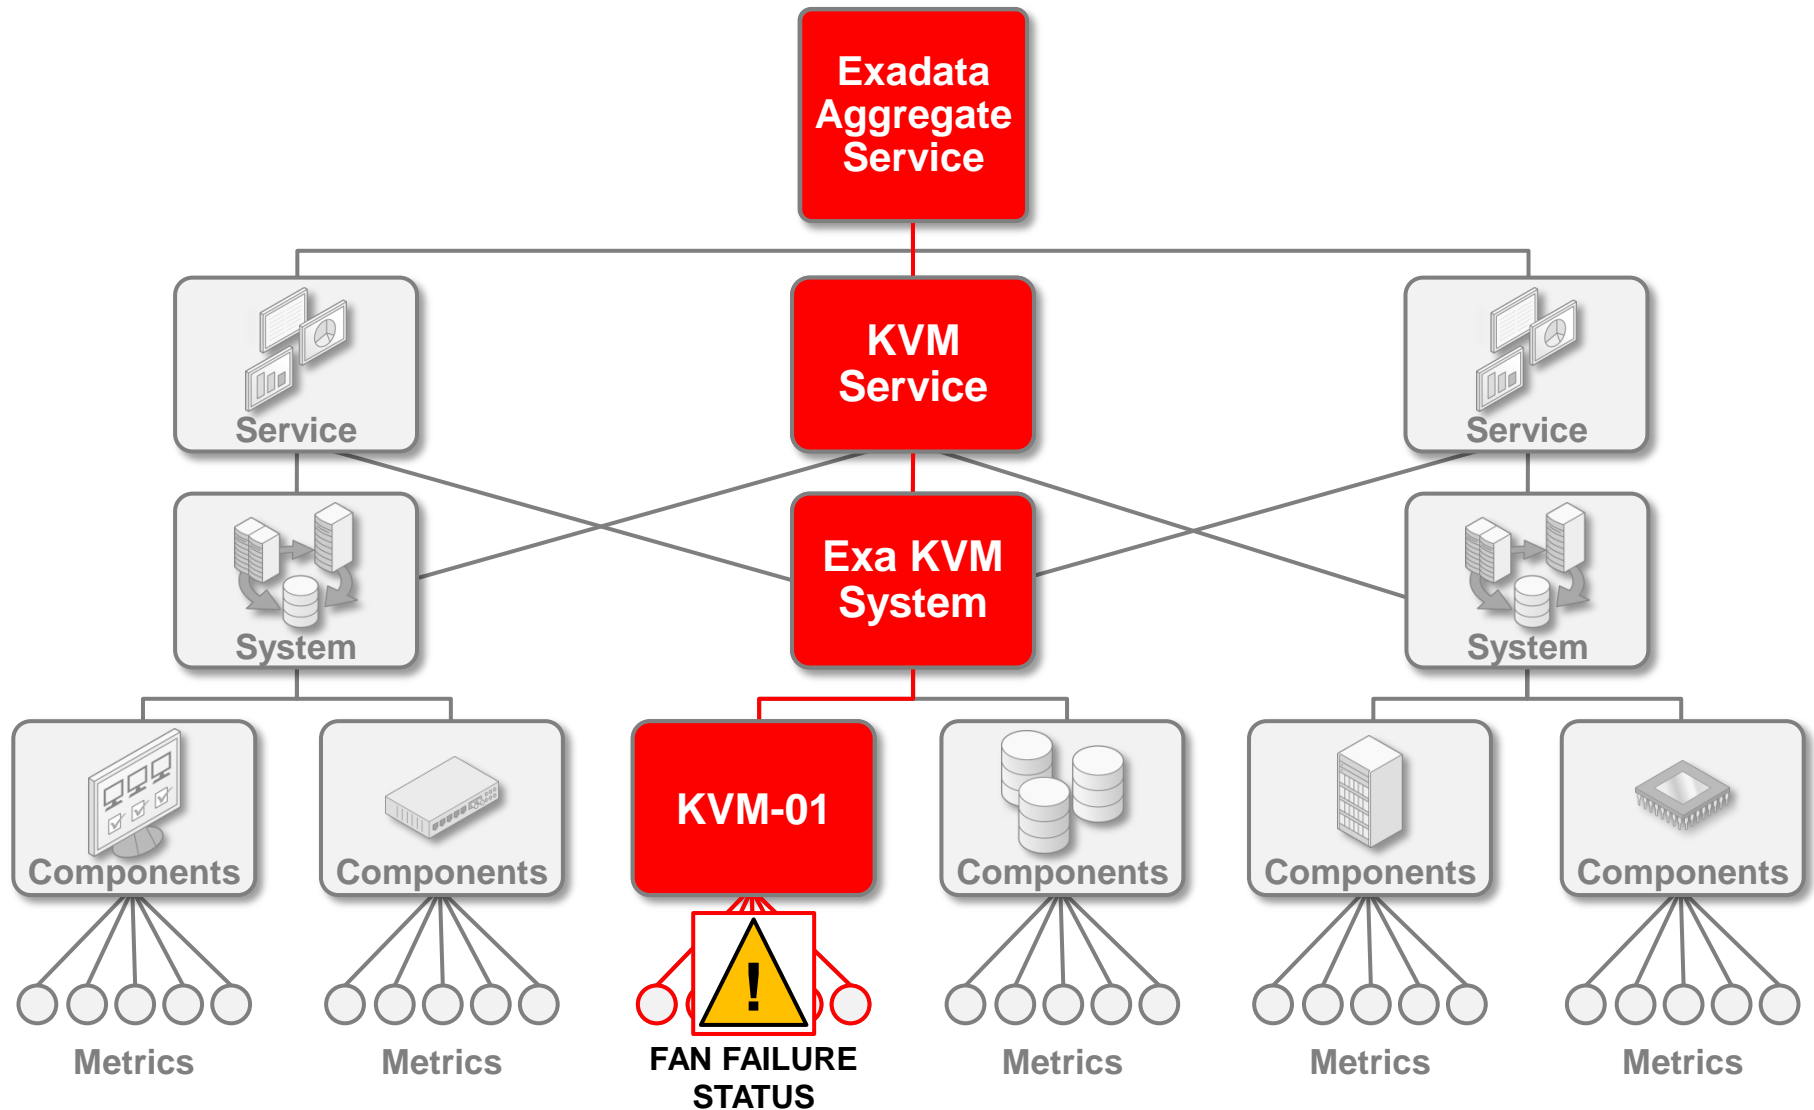 Exadata
Aggregate
Service
Service
KVM
Service
Service
System
Exa KVM
System
System
Components
Components
KVM-01
Components
Components
Components
!
Metrics
Metrics
FAN FAILURE
STATUS
Metrics
Metrics
Metrics